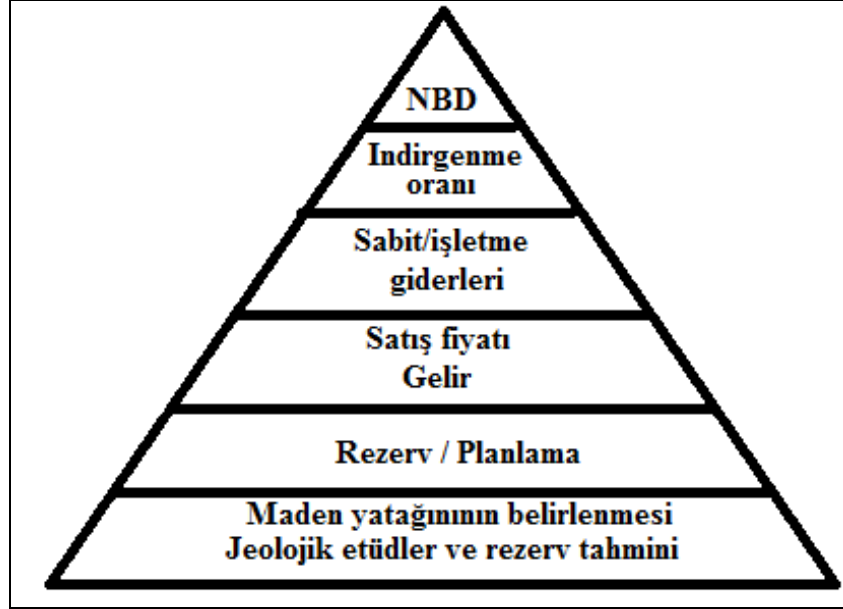 NBD
Indirgenme
oranı
Sabit/işletme
giderleri
Satış fiyatı
Gelir
Rezerv / Planlama
Maden yatağınının belirlenmesi
Jeolojik etüdler ve rezerv tahmini